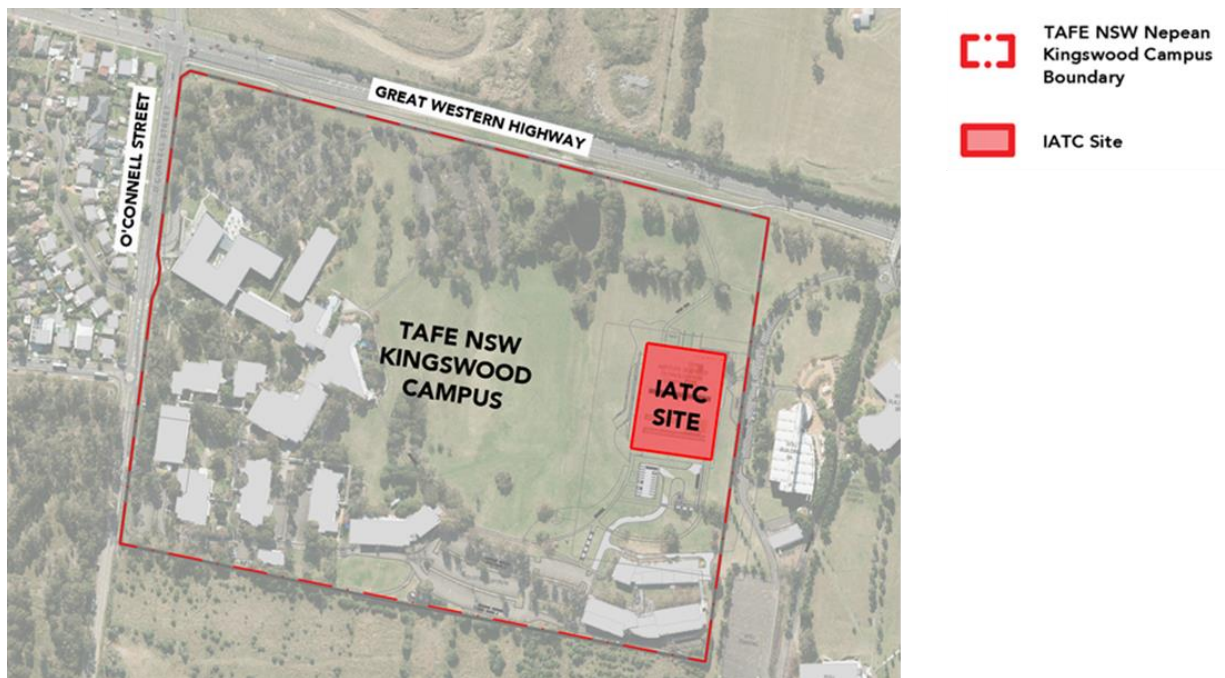 GREAT WESTERN HIGHWAY
O'CONNELL STREET
TAFE NSW
KINGSWOOD
CAMPUS
IATC
SITE
TAFE NSW Nepean
Kingswood Campus
Boundary
IATC Site